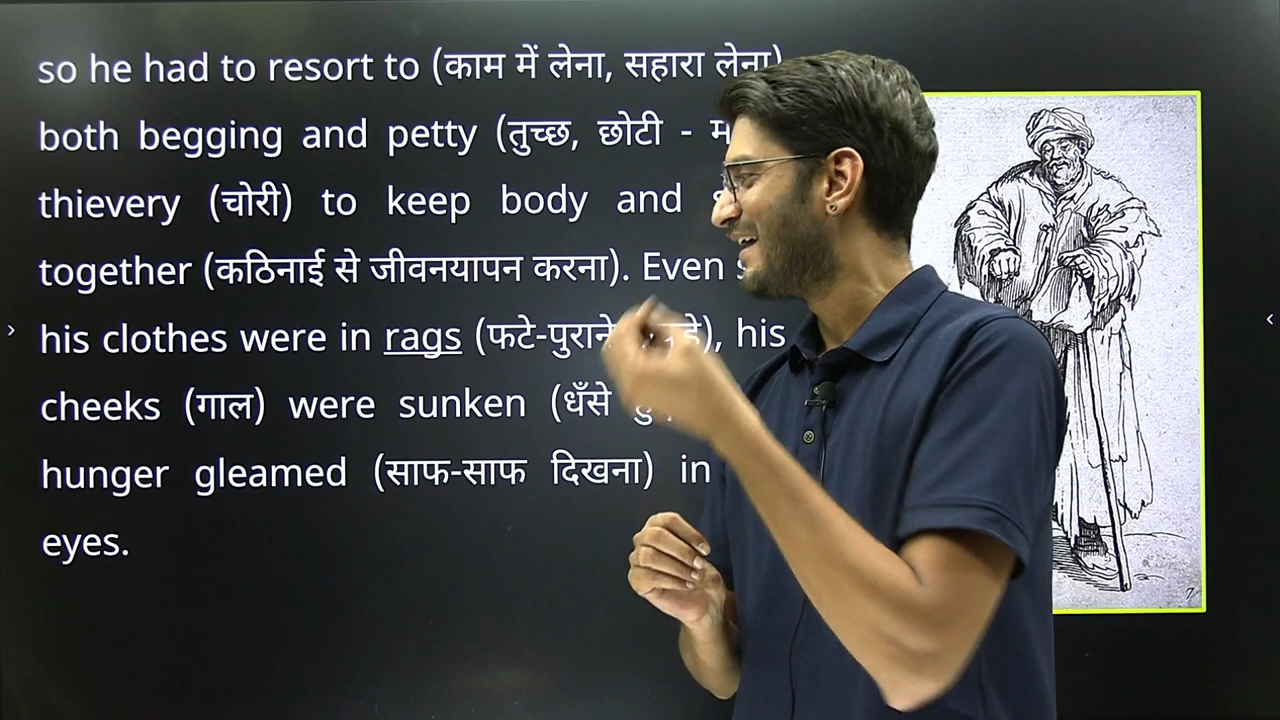 so he had to resort to (काम में लेना, सहारा लेना)
both begging and petty (तुच्छ, छोटी -
thievery (चोरी) to keep body and
together (कठिनाई से जीवनयापन करना). Even
his clothes were in rags (फटे-पुराने his
cheeks (गाल) were sunken (धँसे
hunger gleamed (साफ-साफ दिखना) in
eyes.
7